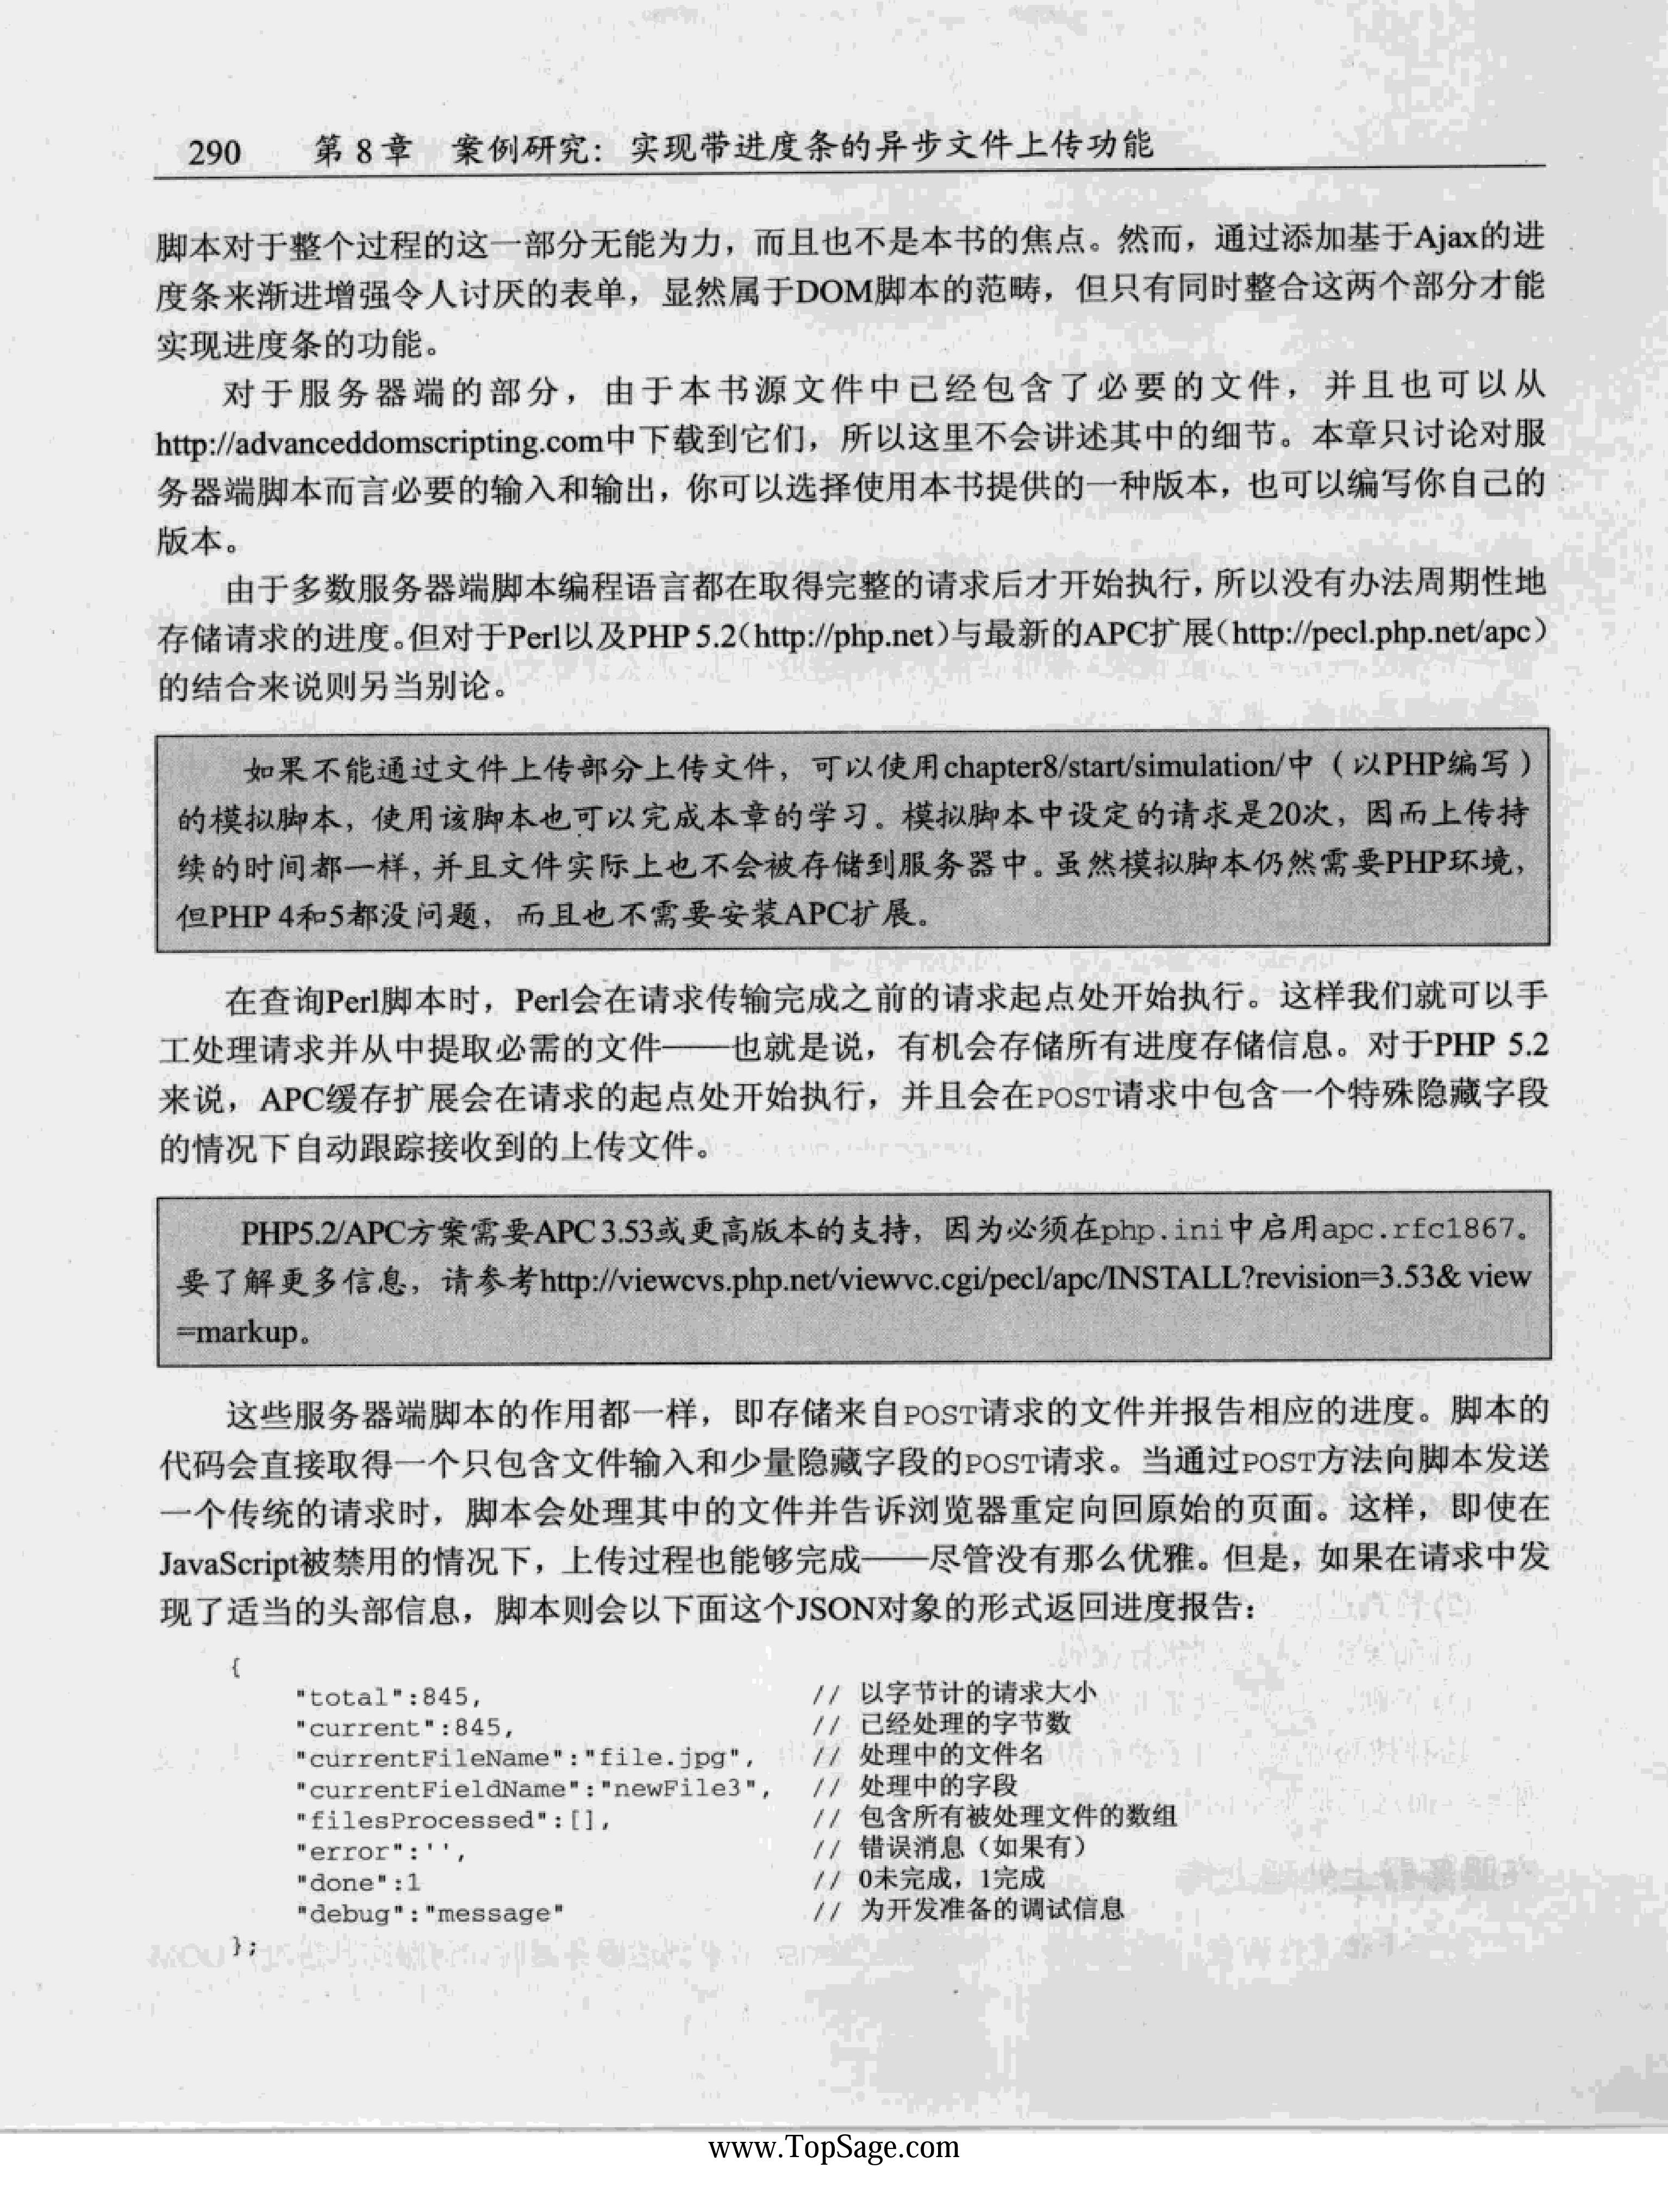 290 第 8 章 案例研究：实现带进度条的异步文件上传功能
脚本对于整个过程的这一部分无能为力，而且也不是本书的焦点。然而，通过添加基于Ajax的进
度条来渐进增强令人讨厌的表单，显然属于DOM脚本的范畴，但只有同时整合这两个部分才能
实现进度条的功能。
对于服务器端的部分，由于本书源文件中已经包含了必要的文件，并且也可以从
http://advanceddomscripting.com中下载到它们，所以这里不会讲述其中的细节。本章只讨论对服
务器端脚本而言必要的输入和输出，你可以选择使用本书提供的一种版本，也可以编写你自己的
版本。
由于多数服务器端脚本编程语言都在取得完整的请求后才开始执行，所以没有办法周期性地
存储请求的进度。但对于Perl以及PHP 5.2（http://php.net）与最新的APC扩展（http://pecl.php.net/apc）
的结合来说则另当别论。
如果不能通过文件上传部分上传文件，可以使用chapter8/start/simulation/中（以PHP编写）
的模拟脚本，使用该脚本也可以完成本章的学习。模拟脚本中设定的请求是20次，因而上传持
续的时间都一样，并且文件实际上也不会被存储到服务器中。虽然模拟脚本仍然需要PHP环境，
但PHP 4和5都没问题，而且也不需要安装APC扩展。
在查询Perl脚本时，Perl会在请求传输完成之前的请求起点处开始执行。这样我们就可以手
工处理请求并从中提取必需的文件——也就是说，有机会存储所有进度存储信息。对于PHP 5.2
来说，APC缓存扩展会在请求的起点处开始执行，并且会在POST请求中包含一个特殊隐藏字段
的情况下自动跟踪接收到的上传文件。
PHP5.2/APC方案需要APC 3.53或更高版本的支持，因为必须在php.ini中启用apc.rfc1867。
要了解更多信息，请参考http://viewcvs.php.net/viewvc.cgi/pecl/apc/INSTALL?revision=3.53& view
=markup。
这些服务器端脚本的作用都一样，即存储来自POST请求的文件并报告相应的进度。脚本的
代码会直接取得一个只包含文件输入和少量隐藏字段的POST请求。当通过POST方法向脚本发送
一个传统的请求时，脚本会处理其中的文件并告诉浏览器重定向回原始的页面。这样，即使在
JavaScript被禁用的情况下，上传过程也能够完成——尽管没有那么优雅。但是，如果在请求中发
现了适当的头部信息，脚本则会以下面这个JSON对象的形式返回进度报告：
{
"total":845, // 以字节计的请求大小
"current":845, // 已经处理的字节数
"currentFileName":"file.jpg", // 处理中的文件名
"currentFieldName":"newFile3", // 处理中的字段
"filesProcessed":[], // 包含所有被处理文件的数组
"error":'', // 错误消息（如果有）
"done":1 // 0未完成，1完成
"debug":"message" // 为开发准备的调试信息
};
www.TopSage.com